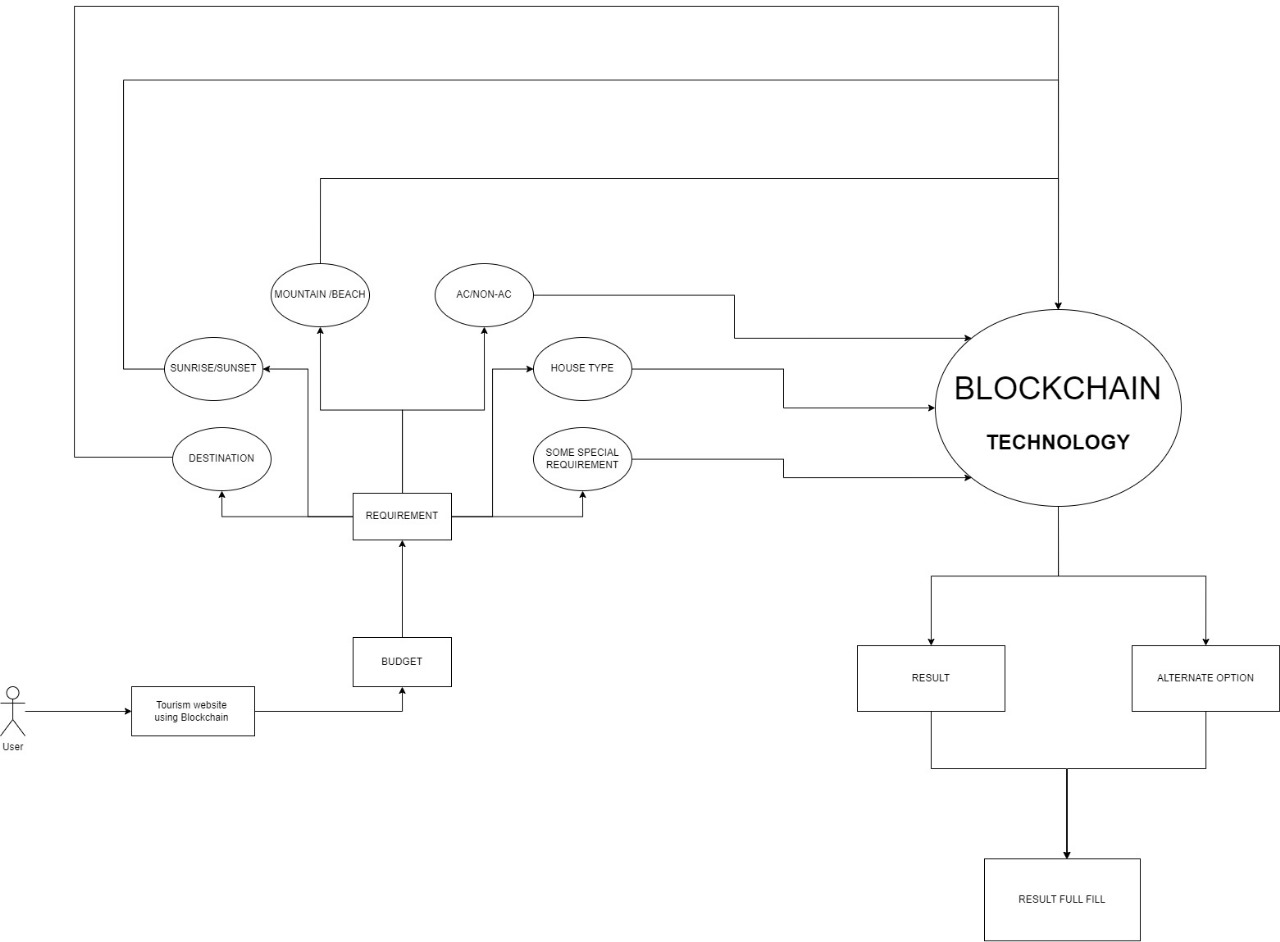 MOUNTAIN /BEACH
AC/NON-AC
SUNRISE/SUNSET
HOUSE TYPE
BLOCKCHAIN
TECHNOLOGY
DESTINATION
SOME SPECIAL
REQUIREMENT
REQUIREMENT
BUDGET
RESULT
ALTERNATE OPTION
Tourism website
using Blockchain
User
RESULT FULL FILL